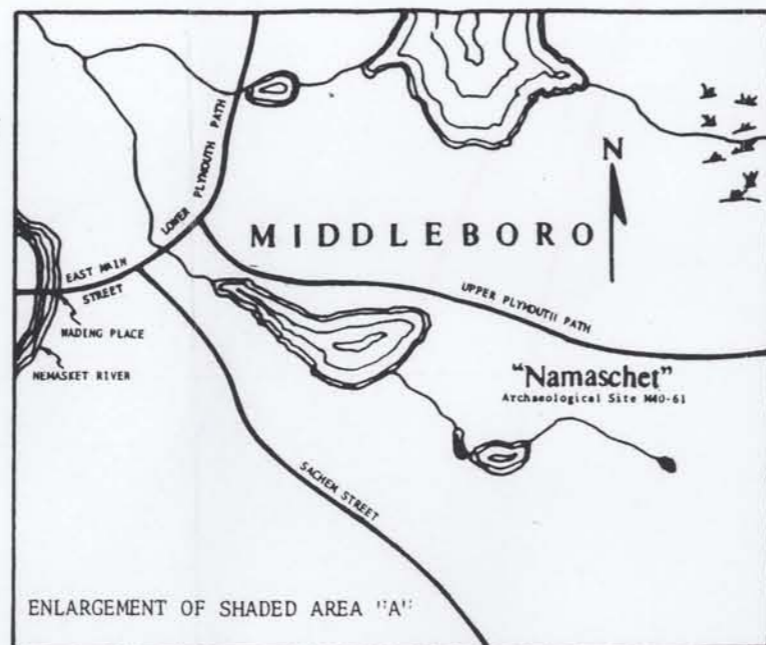 N
LOWER PLYMOUTH PATH
MIDDLEBORO
EAST MAIN
STREET
UPPER PLYMOUTH PATH
WADING PLACE
NEMASKET RIVER
"Namaschet"
Archaeological Site M40-61
SACHEM STREET
ENLARGEMENT OF SHADED AREA "A"